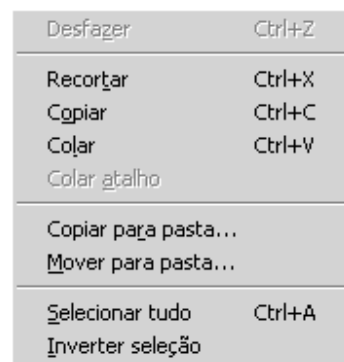 Desfazer Ctrl+Z
Recortar Ctrl+X
Copiar Ctrl+C
Colar Ctrl+V
Colar atalho
Copiar para pasta...
Mover para pasta...
Selecionar tudo Ctrl+A
Inverter seleção